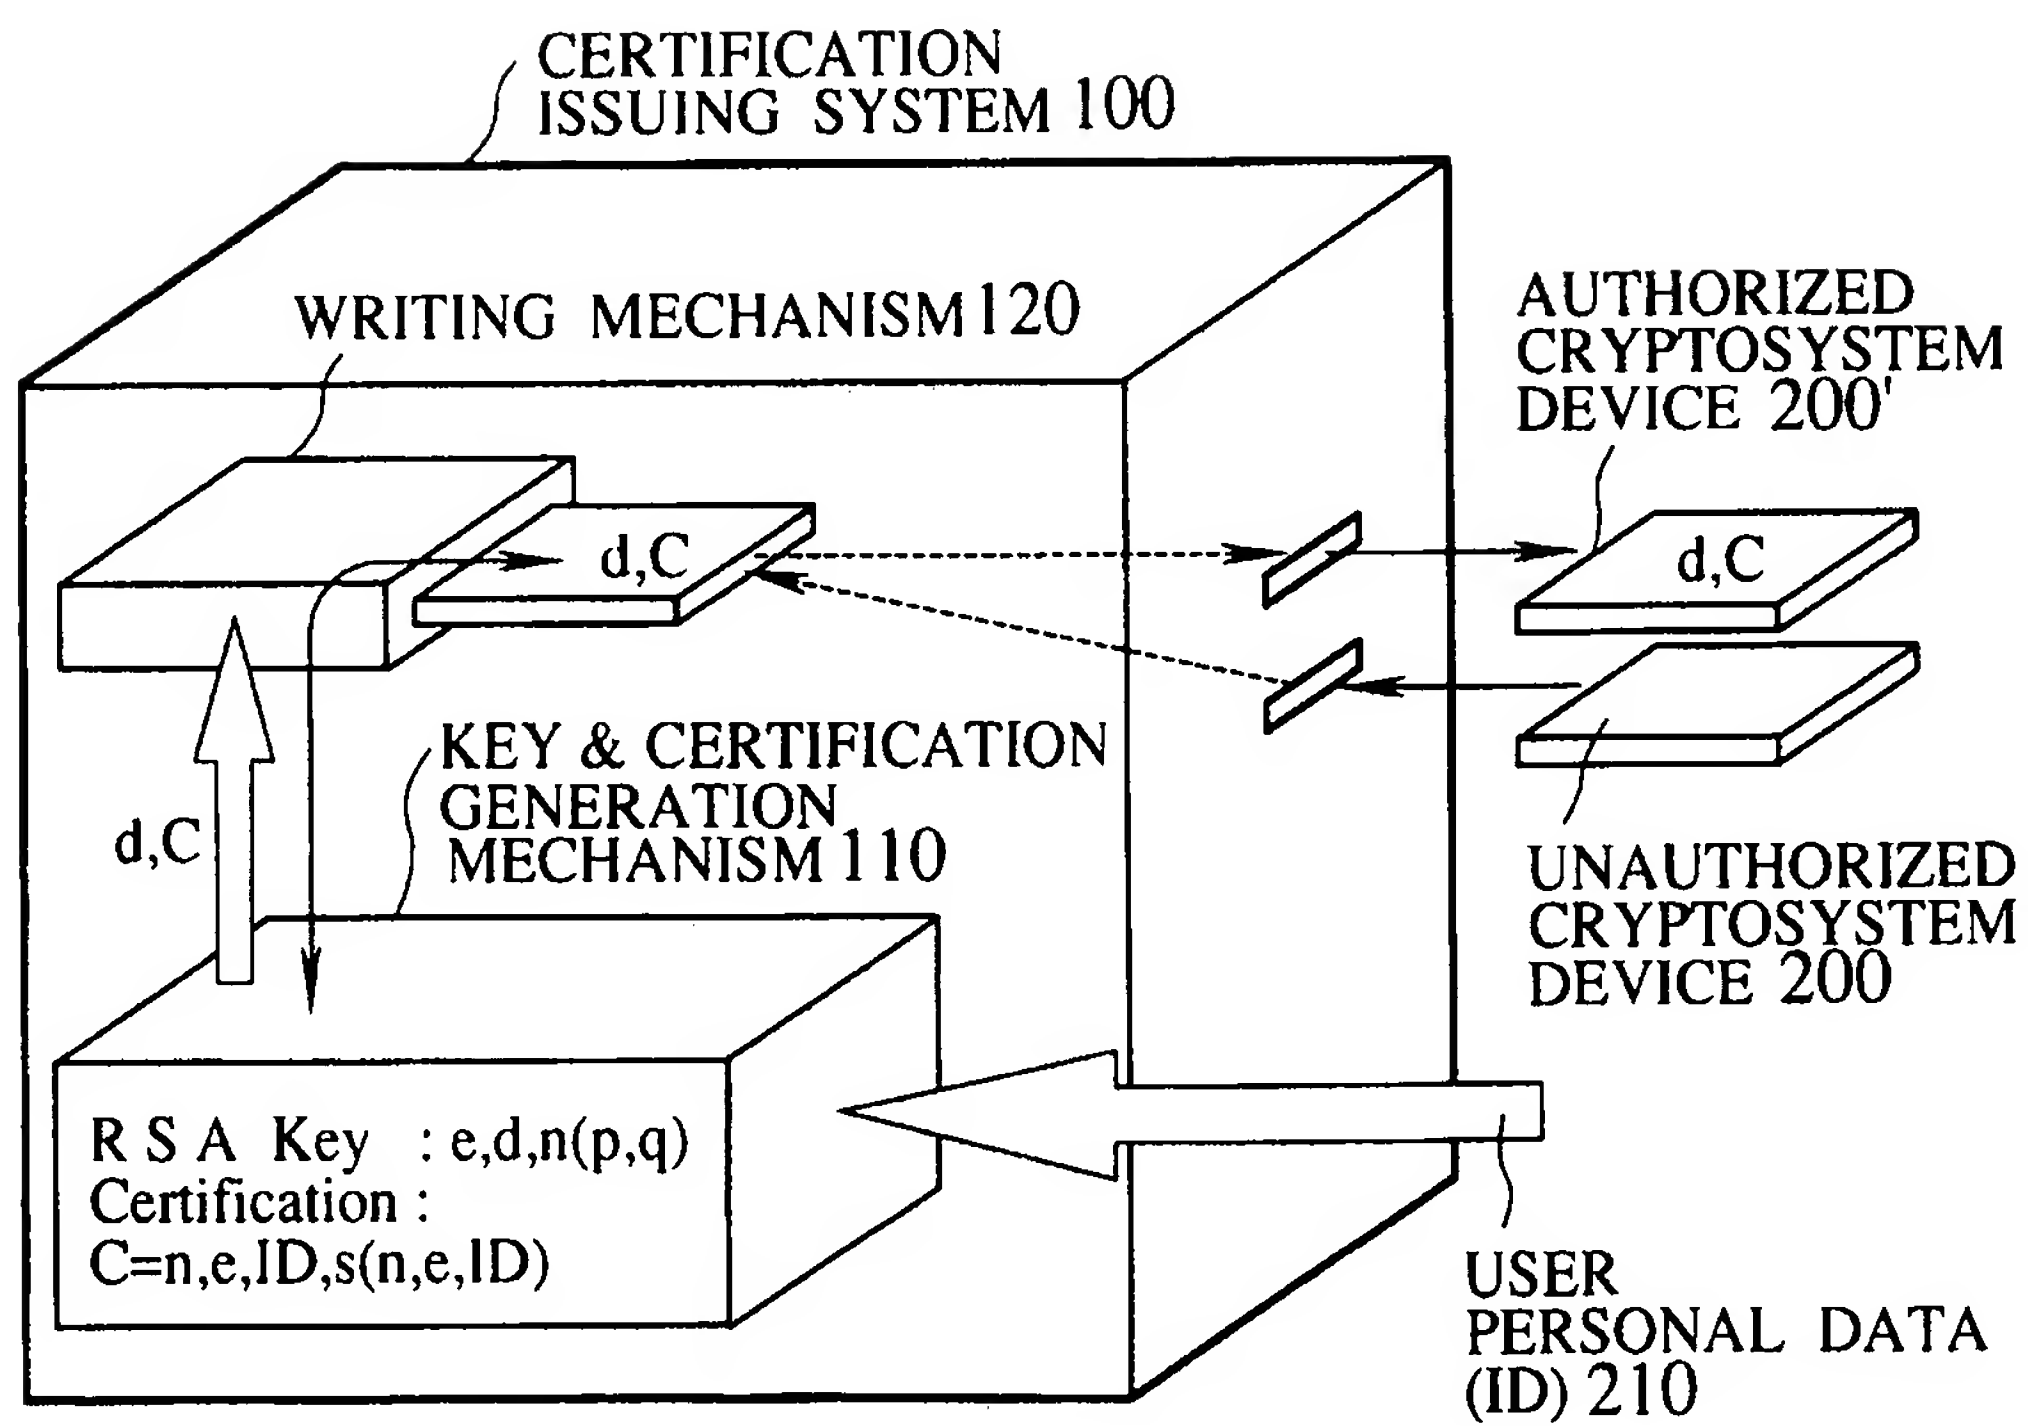 CERTIFICATION
ISSUING SYSTEM 100
WRITING MECHANISM 120
AUTHORIZED
CRYPTOSYSTEM
DEVICE 200'
d,C
d,C
KEY & CERTIFICATION
GENERATION
MECHANISM 110
d,C
UNAUTHORIZED
CRYPTOSYSTEM
DEVICE 200
R S A Key : e,d,n(p,q)
Certification :
C=n,e,ID,s(n,e,ID)
USER
PERSONAL DATA
(ID) 210